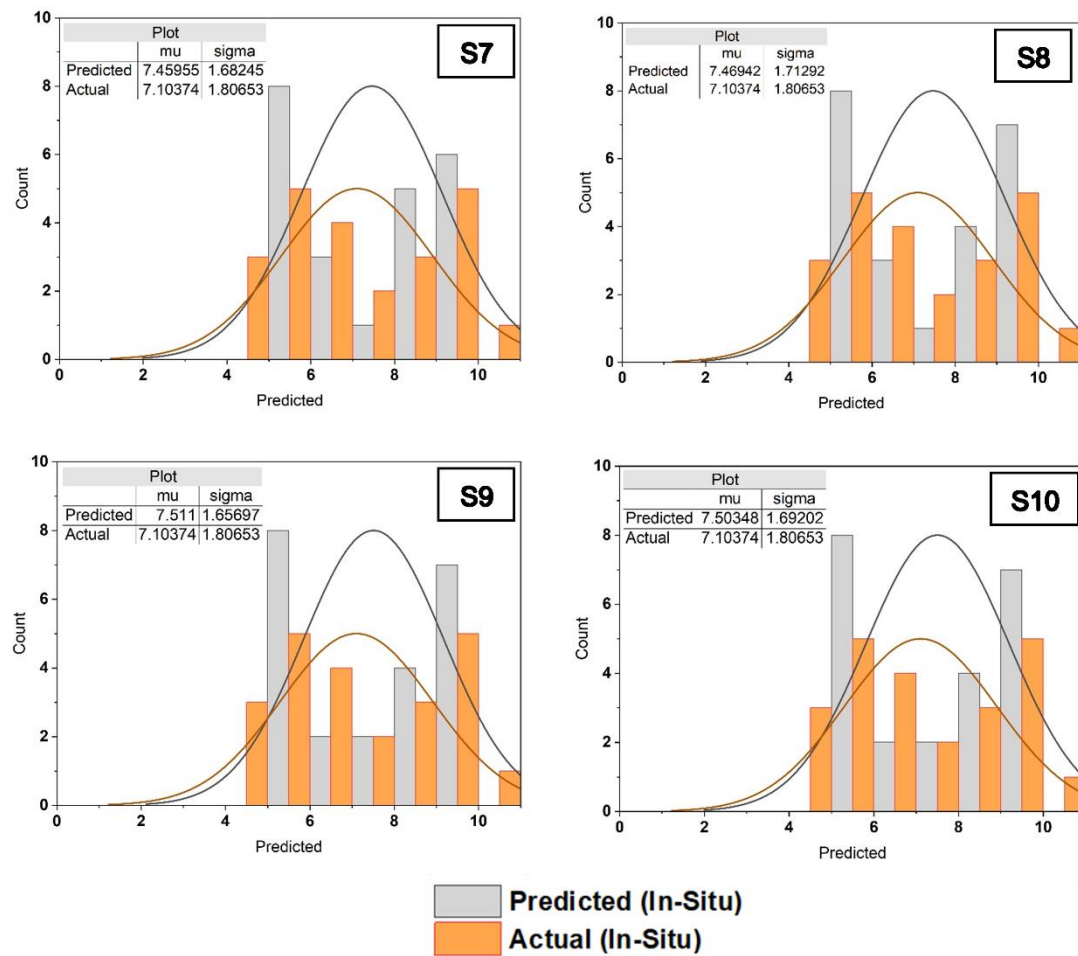 10
8
6
4
2
0
Count
Plot
mu sigma
Predicted 7.45955 1.68245
Actual 7.10374 1.80653
S7
0 2 4 6 8 10
Predicted
10
8
6
4
2
0
Count
Plot
mu sigma
Predicted 7.46942 1.71292
Actual 7.10374 1.80653
S8
0 2 4 6 8 10
Predicted
10
8
6
4
2
0
Count
Plot
mu sigma
Predicted 7.511 1.65697
Actual 7.10374 1.80653
S9
0 2 4 6 8 10
Predicted
10
8
6
4
2
0
Count
Plot
mu sigma
Predicted 7.50348 1.69202
Actual 7.10374 1.80653
S10
0 2 4 6 8 10
Predicted
Predicted (In-Situ)
Actual (In-Situ)